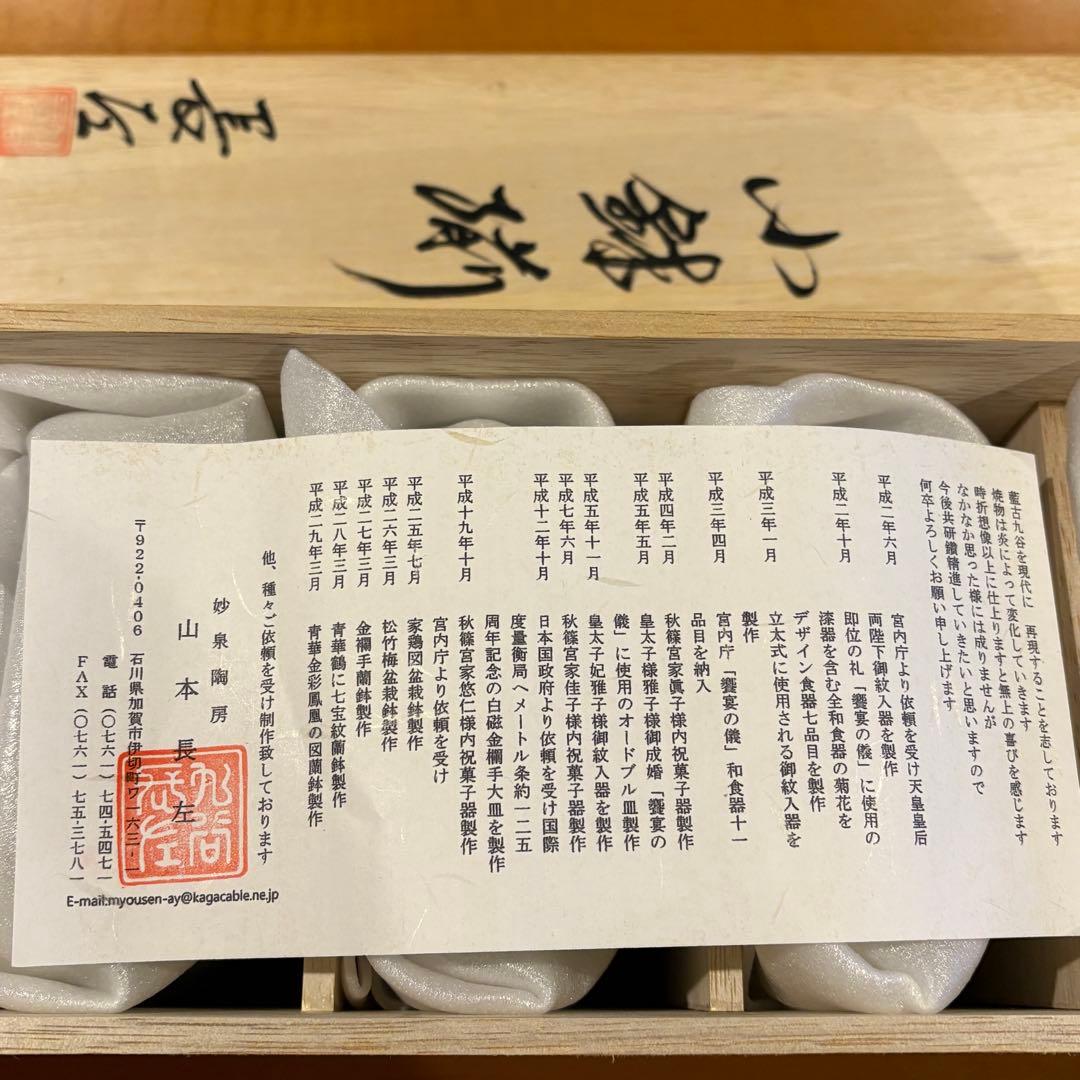 小鉢揃
長左
藍古九谷を現代に 再現することを志しております
焼物は炎によって変化していきます
時折想像以上に仕上りますと無上の喜びを感じます
なかなか思った様には成りませんが
今後共研鑽精進していきたいと思いますので
何卒よろしくお願い申し上げます
平成二年六月 宮内庁より依頼を受け天皇皇后
両陛下御紋入器を製作
平成二年十月 即位の礼「饗宴の儀」に使用の
漆器を含む全和食器の菊花を
デザイン食器七品目を製作
平成三年一月 立太式に使用される御紋入器を
製作
平成三年四月 宮内庁「饗宴の儀」和食器十一
品目を納入
平成四年二月 秋篠宮家眞子様内祝菓子器製作
平成五年五月 皇太子様雅子様御成婚「饗宴の
儀」に使用のオードブル皿製作
平成五年十一月 皇太子妃雅子様御紋入器を製作
平成七年六月 秋篠宮家佳子様内祝菓子器製作
平成十二年十月 日本国政府より依頼を受け国際
度量衡局へメートル条約一二五
周年記念の白磁金襴手大皿を製作
平成十九年十月 秋篠宮家悠仁様内祝菓子器製作
宮内庁より依頼を受け
平成二五年七月 家鶏図盆栽鉢製作
平成二六年三月 松竹梅盆栽鉢製作
平成二七年三月 金襴手蘭鉢製作
平成二八年三月 青華鶴に七宝紋蘭鉢製作
平成二九年三月 青華金彩鳳凰の図蘭鉢製作
他、種々ご依頼を受け制作致しております
妙泉陶房
山本長左
〒922-0406 石川県加賀市伊切町ワ一六三-一
電話(〇七六一)七四-五四七一
FAX(〇七六一)七五-三七八一
E-mail:myousen-ay@kagacable.ne.jp